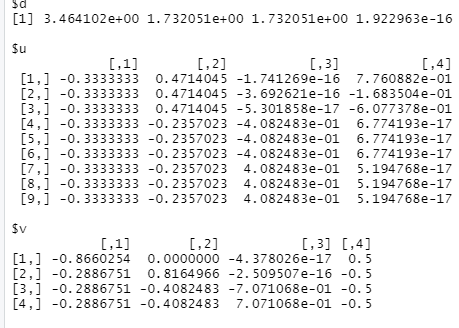 $d
[1] 3.464102e+00 1.732051e+00 1.732051e+00 1.922963e-16
$u
[,1] [,2] [,3] [,4]
[1,] -0.3333333 0.4714045 -1.741269e-16 7.760882e-01
[2,] -0.3333333 0.4714045 -3.692621e-16 -1.683504e-01
[3,] -0.3333333 0.4714045 -5.301858e-17 -6.077378e-01
[4,] -0.3333333 -0.2357023 -4.082483e-01 6.774193e-17
[5,] -0.3333333 -0.2357023 -4.082483e-01 6.774193e-17
[6,] -0.3333333 -0.2357023 -4.082483e-01 6.774193e-17
[7,] -0.3333333 -0.2357023 4.082483e-01 5.194768e-17
[8,] -0.3333333 -0.2357023 4.082483e-01 5.194768e-17
[9,] -0.3333333 -0.2357023 4.082483e-01 5.194768e-17
$v
[,1] [,2] [,3] [,4]
[1,] -0.8660254 0.0000000 -4.378026e-17 0.5
[2,] -0.2886751 0.8164966 -2.509507e-16 -0.5
[3,] -0.2886751 -0.4082483 -7.071068e-01 -0.5
[4,] -0.2886751 -0.4082483 7.071068e-01 -0.5